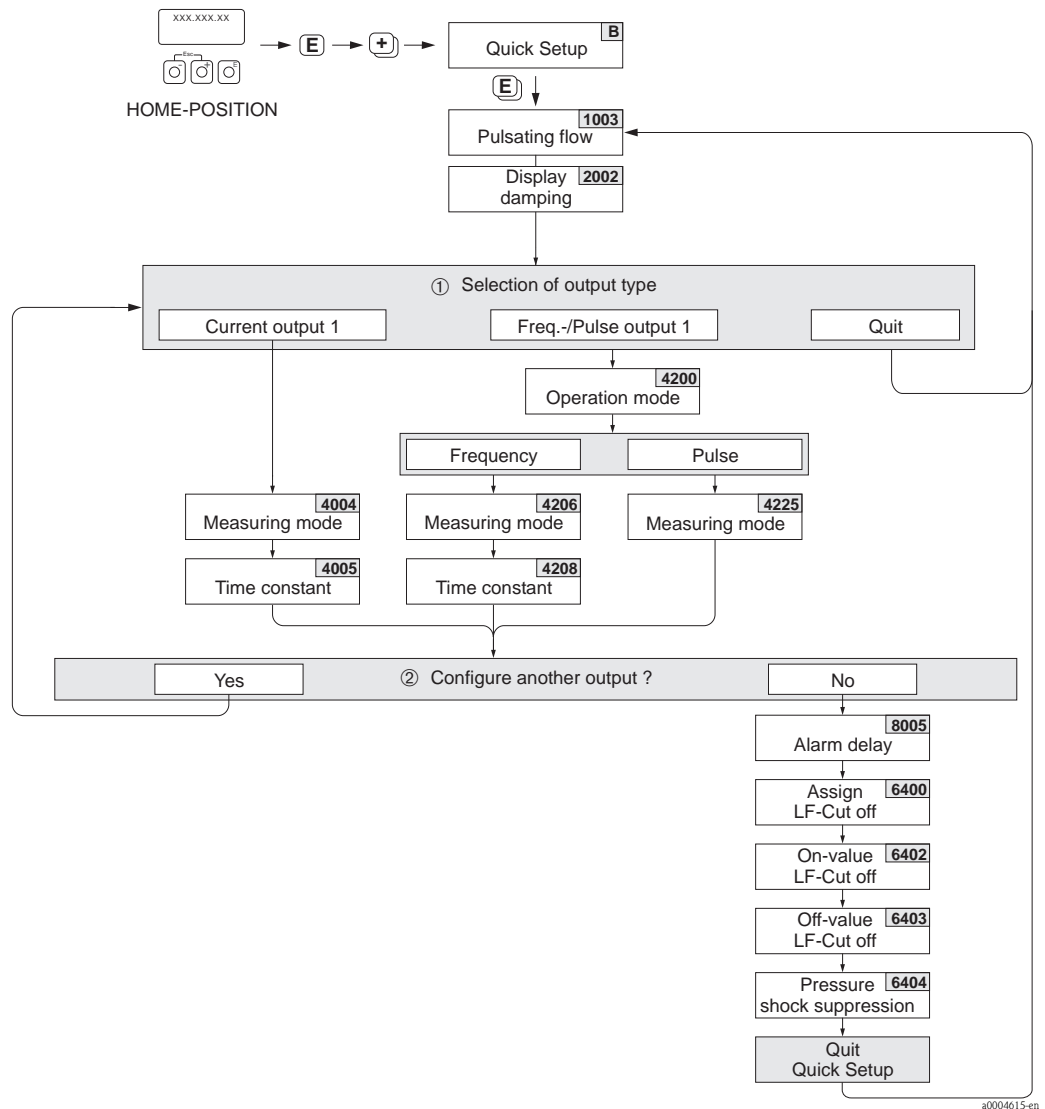 xxx.xxx.xx
Esc
- + E
HOME-POSITION
E
+
B
Quick Setup
E
1003
Pulsating flow
Display
2002
damping
① Selection of output type
Current output 1
Freq.-/Pulse output 1
Quit
4200
Operation mode
Frequency
Pulse
4004
Measuring mode
4206
Measuring mode
4225
Measuring mode
4005
Time constant
4208
Time constant
Yes
② Configure another output ?
No
8005
Alarm delay
Assign
6400
LF-Cut off
On-value
6402
LF-Cut off
Off-value
6403
LF-Cut off
Pressure
6404
shock suppression
Quit
Quick Setup
a0004615-en